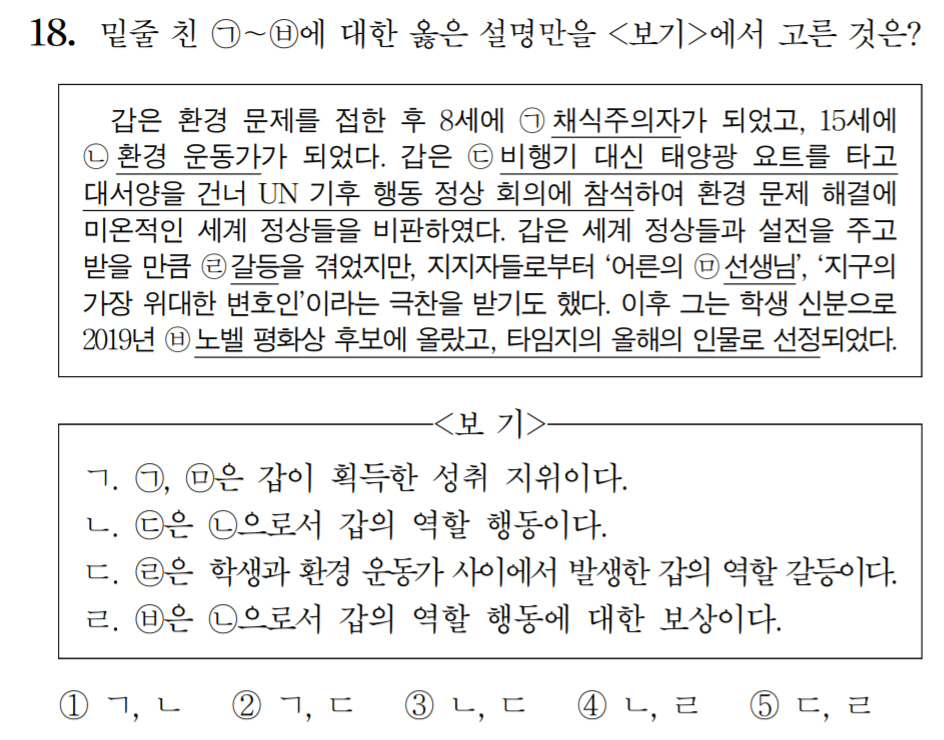 18. 밑줄 친 ㉠~㉥에 대한 옳은 설명만을 <보기>에서 고른 것은?
갑은 환경 문제를 접한 후 8세에 ㉠ 채식주의자가 되었고, 15세에
㉡ 환경 운동가가 되었다. 갑은 ㉢ 비행기 대신 태양광 요트를 타고
대서양을 건너 UN 기후 행동 정상 회의에 참석하여 환경 문제 해결에
미온적인 세계 정상들을 비판하였다. 갑은 세계 정상들과 설전을 주고
받을 만큼 ㉣ 갈등을 겪었지만, 지지자들로부터 ‘어른의 ㉤ 선생님’, ‘지구의
가장 위대한 변호인’이라는 극찬을 받기도 했다. 이후 그는 학생 신분으로
2019년 ㉥ 노벨 평화상 후보에 올랐고, 타임지의 올해의 인물로 선정되었다.
<보 기>
ㄱ. ㉠, ㉤은 갑이 획득한 성취 지위이다.
ㄴ. ㉢은 ㉡으로서 갑의 역할 행동이다.
ㄷ. ㉣은 학생과 환경 운동가 사이에서 발생한 갑의 역할 갈등이다.
ㄹ. ㉥은 ㉡으로서 갑의 역할 행동에 대한 보상이다.
① ㄱ, ㄴ ② ㄱ, ㄷ ③ ㄴ, ㄷ ④ ㄴ, ㄹ ⑤ ㄷ, ㄹ